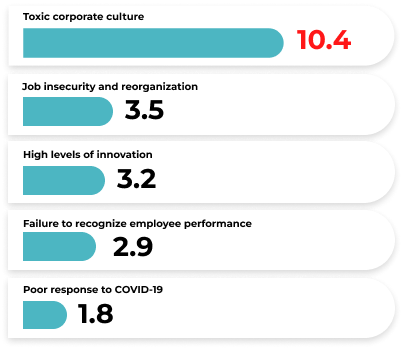 Toxic corporate culture
10.4
Job insecurity and reorganization
3.5
High levels of innovation
3.2
Failure to recognize employee performance
2.9
Poor response to COVID-19
1.8